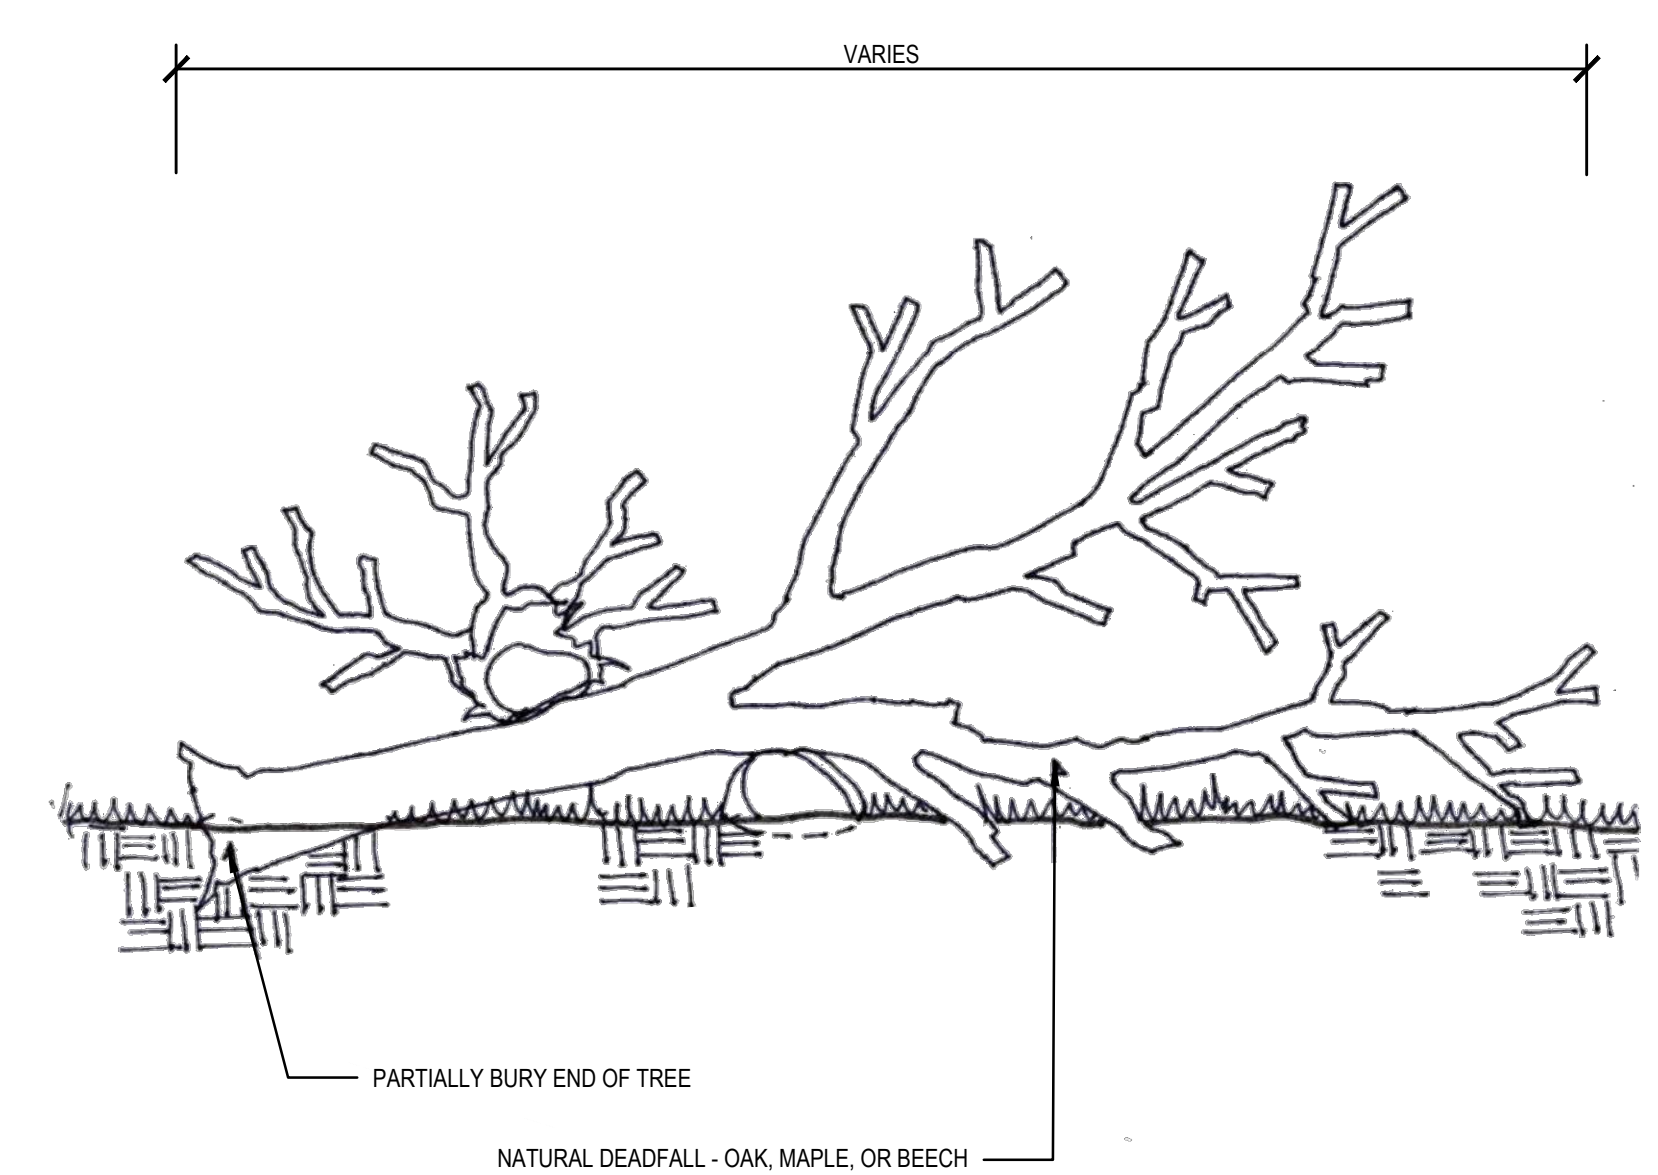 VARIES
PARTIALLY BURY END OF TREE
NATURAL DEADFALL - OAK, MAPLE, OR BEECH